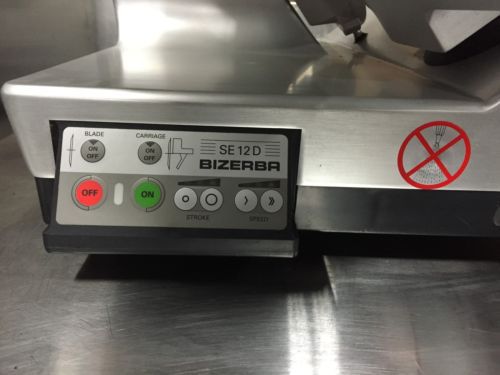 BLADE
CARRIAGE
ON
OFF
ON
OFF
SE 12 D
BIZERBA
OFF
ON
STROKE
SPEED